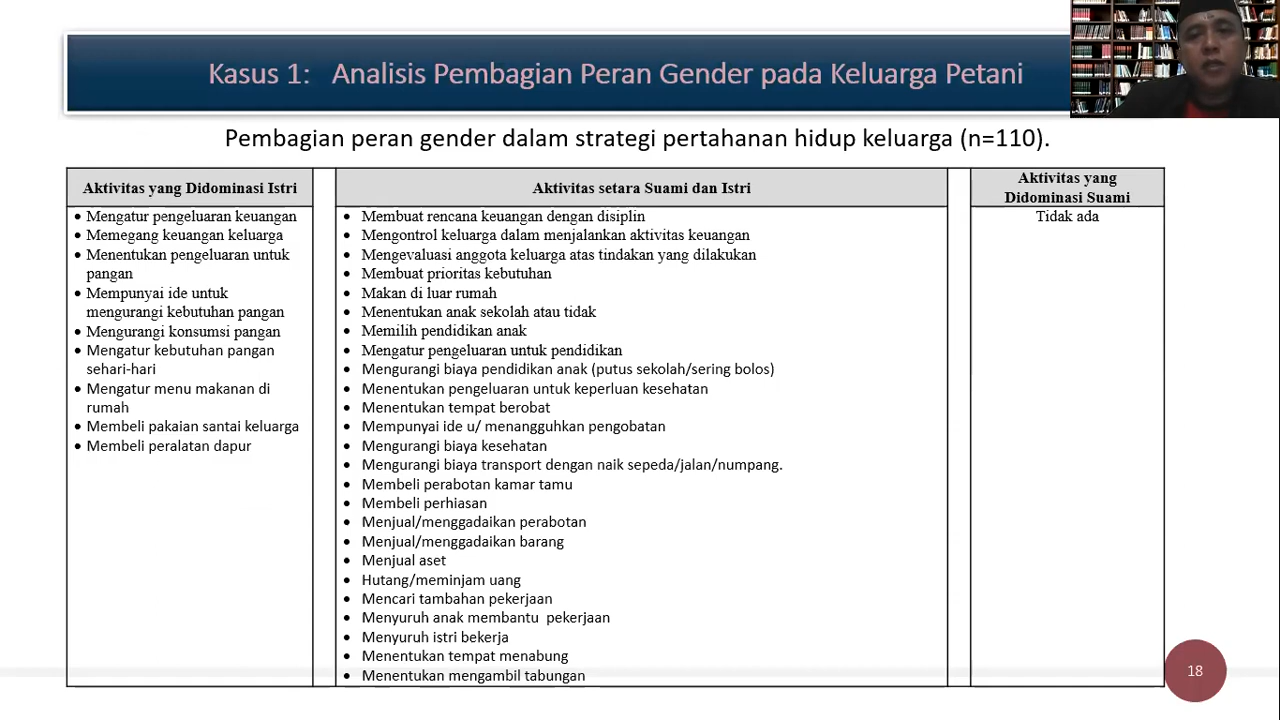 Kasus 1: Analisis Pembagian Peran Gender pada Keluarga Petani
Pembagian peran gender dalam strategi pertahanan hidup keluarga (n=110).
Aktivitas yang Didominasi Istri
• Mengatur pengeluaran keuangan
• Memegang keuangan keluarga
• Menentukan pengeluaran untuk
pangan
• Mempunyai ide untuk
mengurangi kebutuhan pangan
• Mengurangi konsumsi pangan
• Mengatur kebutuhan pangan
sehari-hari
• Mengatur menu makanan di
rumah
• Membeli pakaian santai keluarga
• Membeli peralatan dapur
Aktivitas setara Suami dan Istri
• Membuat rencana keuangan dengan disiplin
• Mengontrol keluarga dalam menjalankan aktivitas keuangan
• Mengevaluasi anggota keluarga atas tindakan yang dilakukan
• Membuat prioritas kebutuhan
• Makan di luar rumah
• Menentukan anak sekolah atau tidak
• Memilih pendidikan anak
• Mengatur pengeluaran untuk pendidikan
• Mengurangi biaya pendidikan anak (putus sekolah/sering bolos)
• Menentukan pengeluaran untuk keperluan kesehatan
• Menentukan tempat berobat
• Mempunyai ide u/ menangguhkan pengobatan
• Mengurangi biaya kesehatan
• Mengurangi biaya transport dengan naik sepeda/jalan/numpang.
• Membeli perabotan kamar tamu
• Membeli perhiasan
• Menjual/menggadaikan perabotan
• Menjual/menggadaikan barang
• Menjual aset
• Hutang/meminjam uang
• Mencari tambahan pekerjaan
• Menyuruh anak membantu pekerjaan
• Menyuruh istri bekerja
• Menentukan tempat menabung
• Menentukan mengambil tabungan
Aktivitas yang
Didominasi Suami
Tidak ada
18